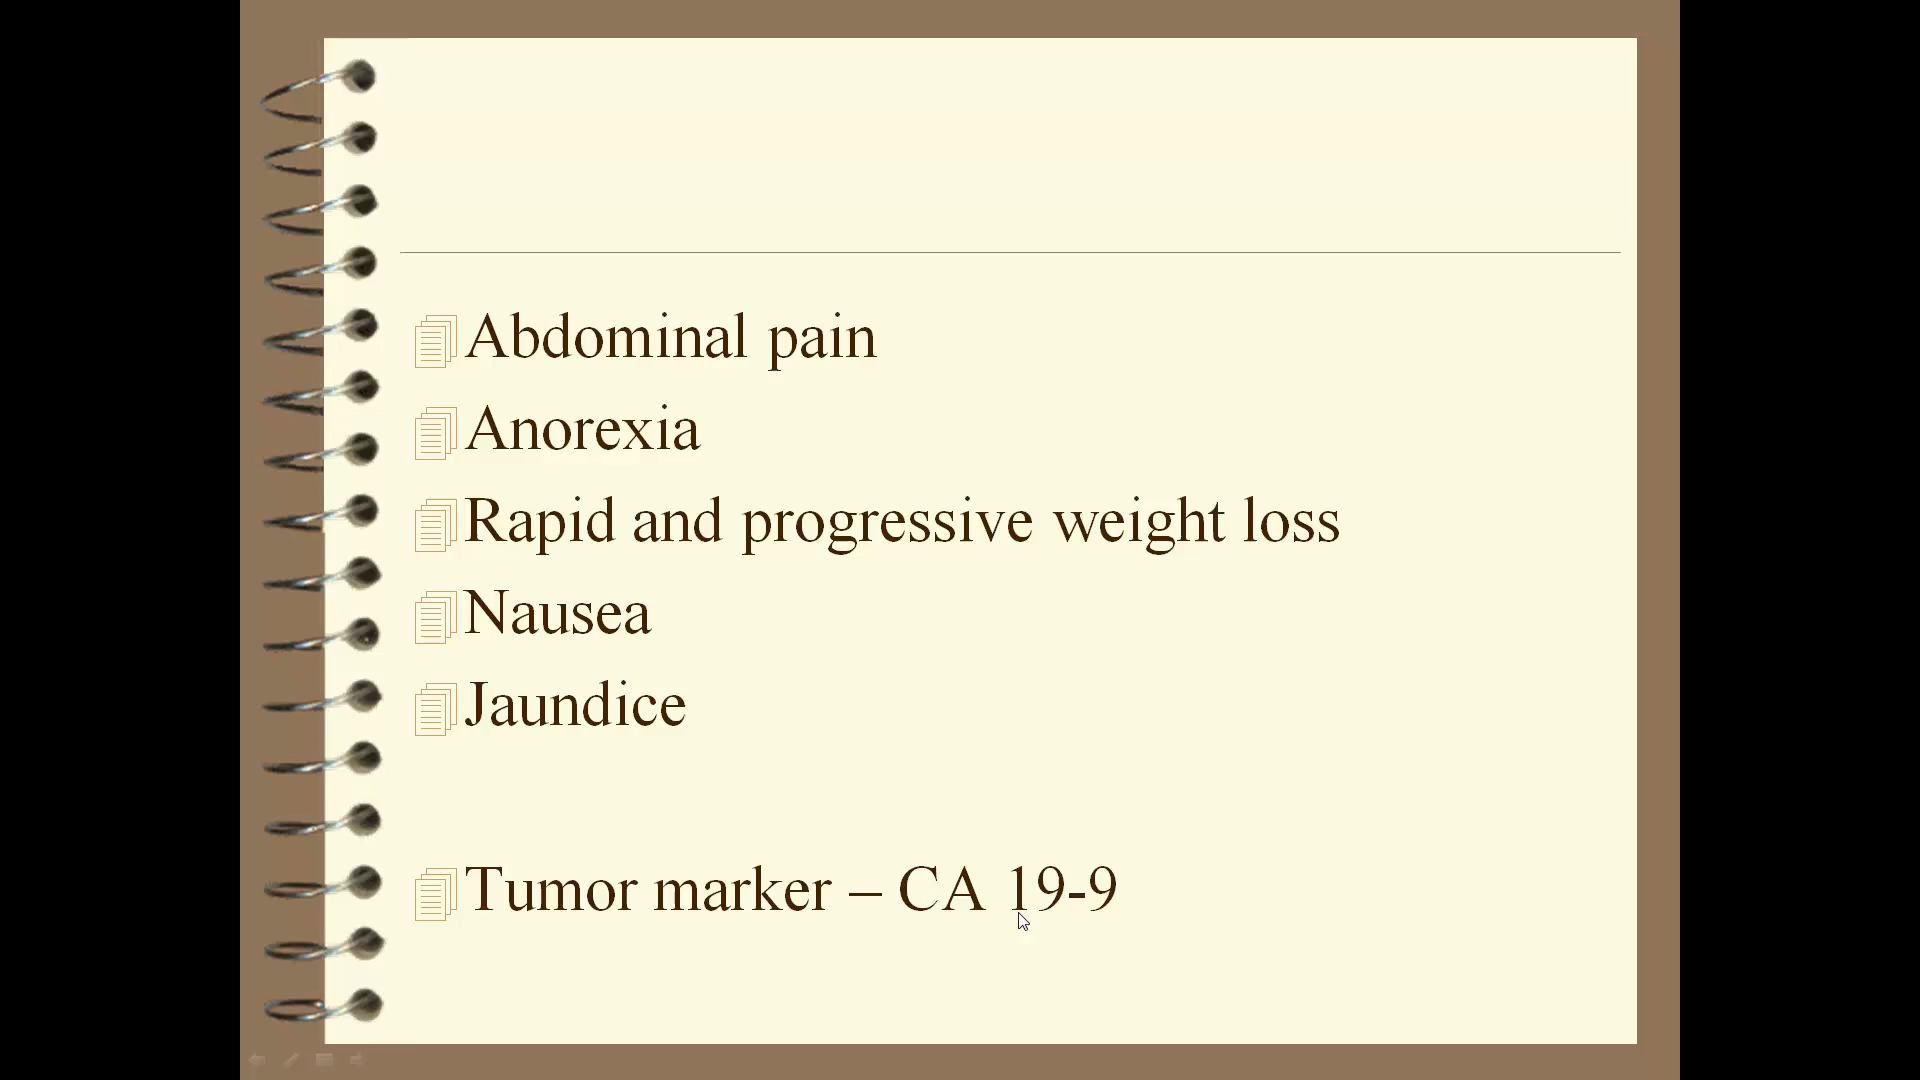 Abdominal pain
Anorexia
Rapid and progressive weight loss
Nausea
Jaundice
Tumor marker – CA 19-9